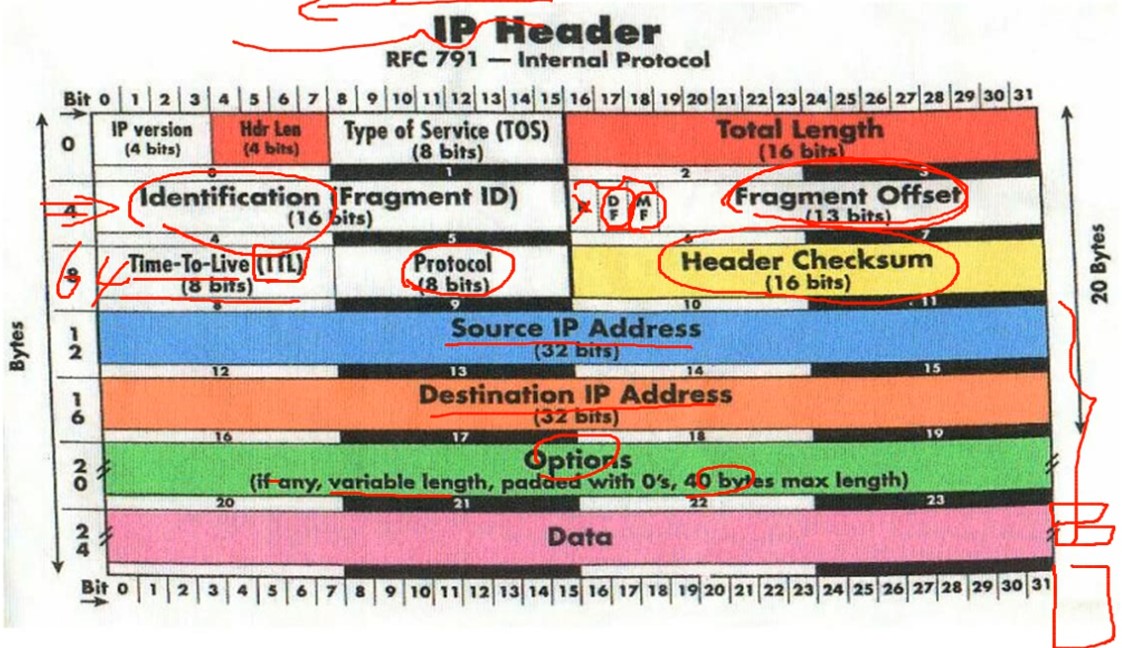 IP Header
RFC 791 — Internal Protocol
Bit 0 1 2 3 4 5 6 7 8 9 10 11 12 13 14 15 16 17 18 19 20 21 22 23 24 25 26 27 28 29 30 31
0 IP version Hdr Len Type of Service (TOS) Total Length
(4 bits) (4 bits) (8 bits) (16 bits)
0 1 2 3
4 Identification (Fragment ID) x D M Fragment Offset
(16 bits) F F (13 bits)
4 5 6 7
8 64 Time-To-Live (TTL) Protocol Header Checksum
(8 bits) (8 bits) (16 bits)
8 9 10 11
12 Source IP Address
(32 bits)
12 13 14 15
16 Destination IP Address
(32 bits)
16 17 18 19
20 Options
(if any, variable length, padded with 0's, 40 bytes max length)
20 21 22 23
24 Data
Bit 0 1 2 3 4 5 6 7 8 9 10 11 12 13 14 15 16 17 18 19 20 21 22 23 24 25 26 27 28 29 30 31
Bytes
20 Bytes